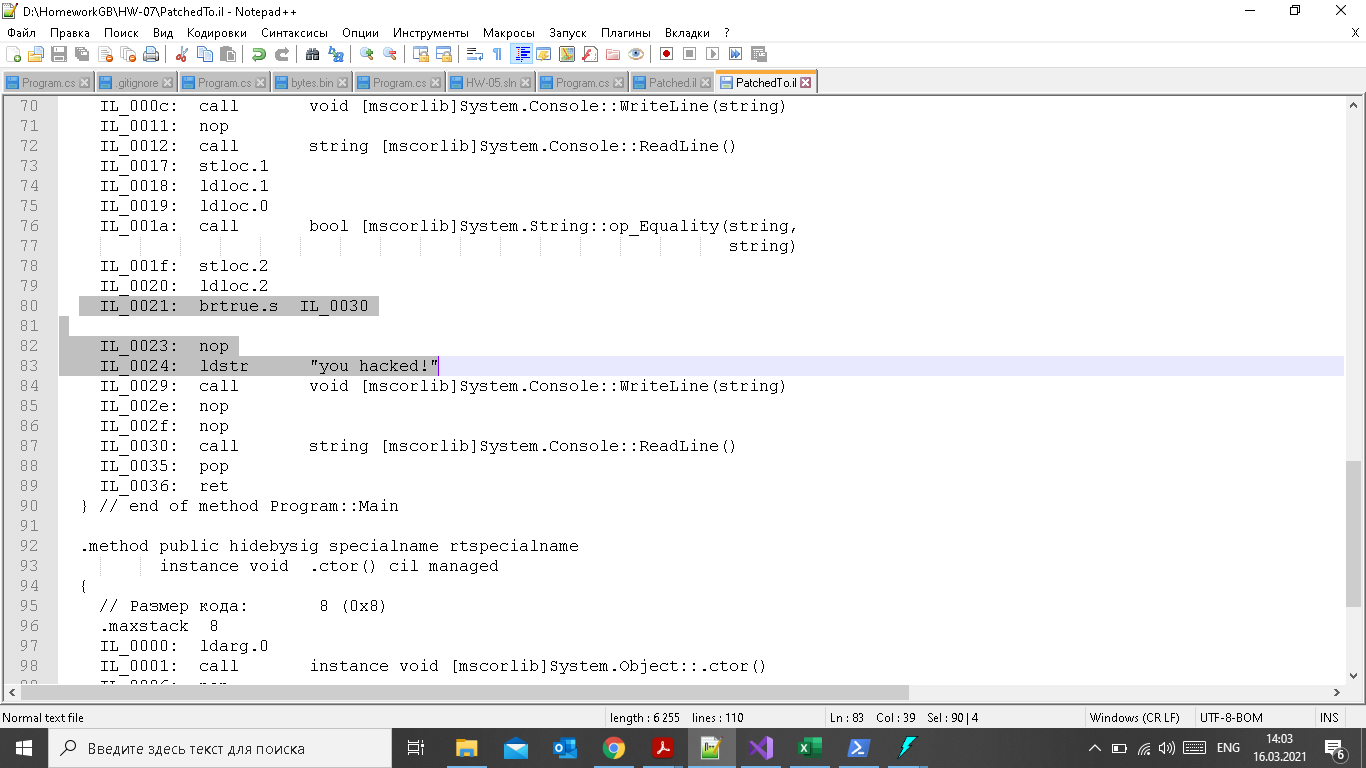 D:\HomeworkGB\HW-07\PatchedTo.il - Notepad++
Файл Правка Поиск Вид Кодировки Синтаксисы Опции Инструменты Макросы Запуск Плагины Вкладки ? X
Program.cs .gitignore Program.cs bytes.bin Program.cs HW-05.sln Program.cs Patched.il PatchedTo.il
70 IL_000c: call void [mscorlib]System.Console::WriteLine(string)
71 IL_0011: nop
72 IL_0012: call string [mscorlib]System.Console::ReadLine()
73 IL_0017: stloc.1
74 IL_0018: ldloc.1
75 IL_0019: ldloc.0
76 IL_001a: call bool [mscorlib]System.String::op_Equality(string,
77 string)
78 IL_001f: stloc.2
79 IL_0020: ldloc.2
80 IL_0021: brtrue.s IL_0030
81
82 IL_0023: nop
83 IL_0024: ldstr "you hacked!"
84 IL_0029: call void [mscorlib]System.Console::WriteLine(string)
85 IL_002e: nop
86 IL_002f: nop
87 IL_0030: call string [mscorlib]System.Console::ReadLine()
88 IL_0035: pop
89 IL_0036: ret
90 } // end of method Program::Main
91
92 .method public hidebysig specialname rtspecialname
93 instance void .ctor() cil managed
94 {
95 // Размер кода: 8 (0x8)
96 .maxstack 8
97 IL_0000: ldarg.0
98 IL_0001: call instance void [mscorlib]System.Object::.ctor()
Normal text file length : 6 255 lines : 110 Ln : 83 Col : 39 Sel : 90 | 4 Windows (CR LF) UTF-8-BOM INS
Введите здесь текст для поиска ENG 14:03
16.03.2021 6